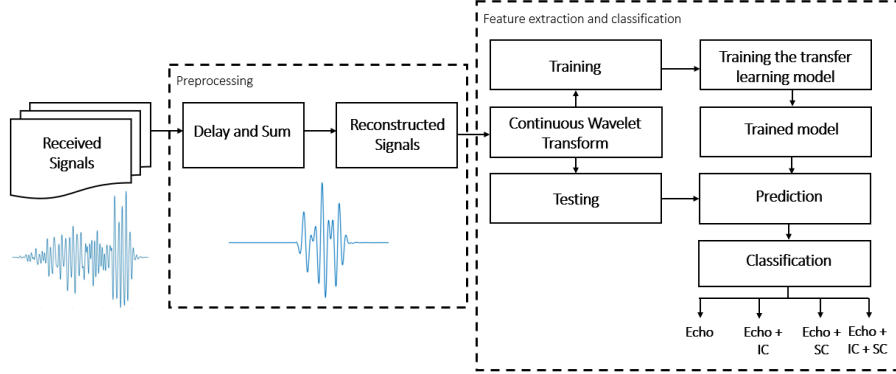 Feature extraction and classification
Preprocessing
Received
Signals
Delay and Sum
Reconstructed
Signals
Training
Continuous Wavelet
Transform
Testing
Training the transfer
learning model
Trained model
Prediction
Classification
Echo
Echo +
IC
Echo +
SC
Echo +
IC + SC